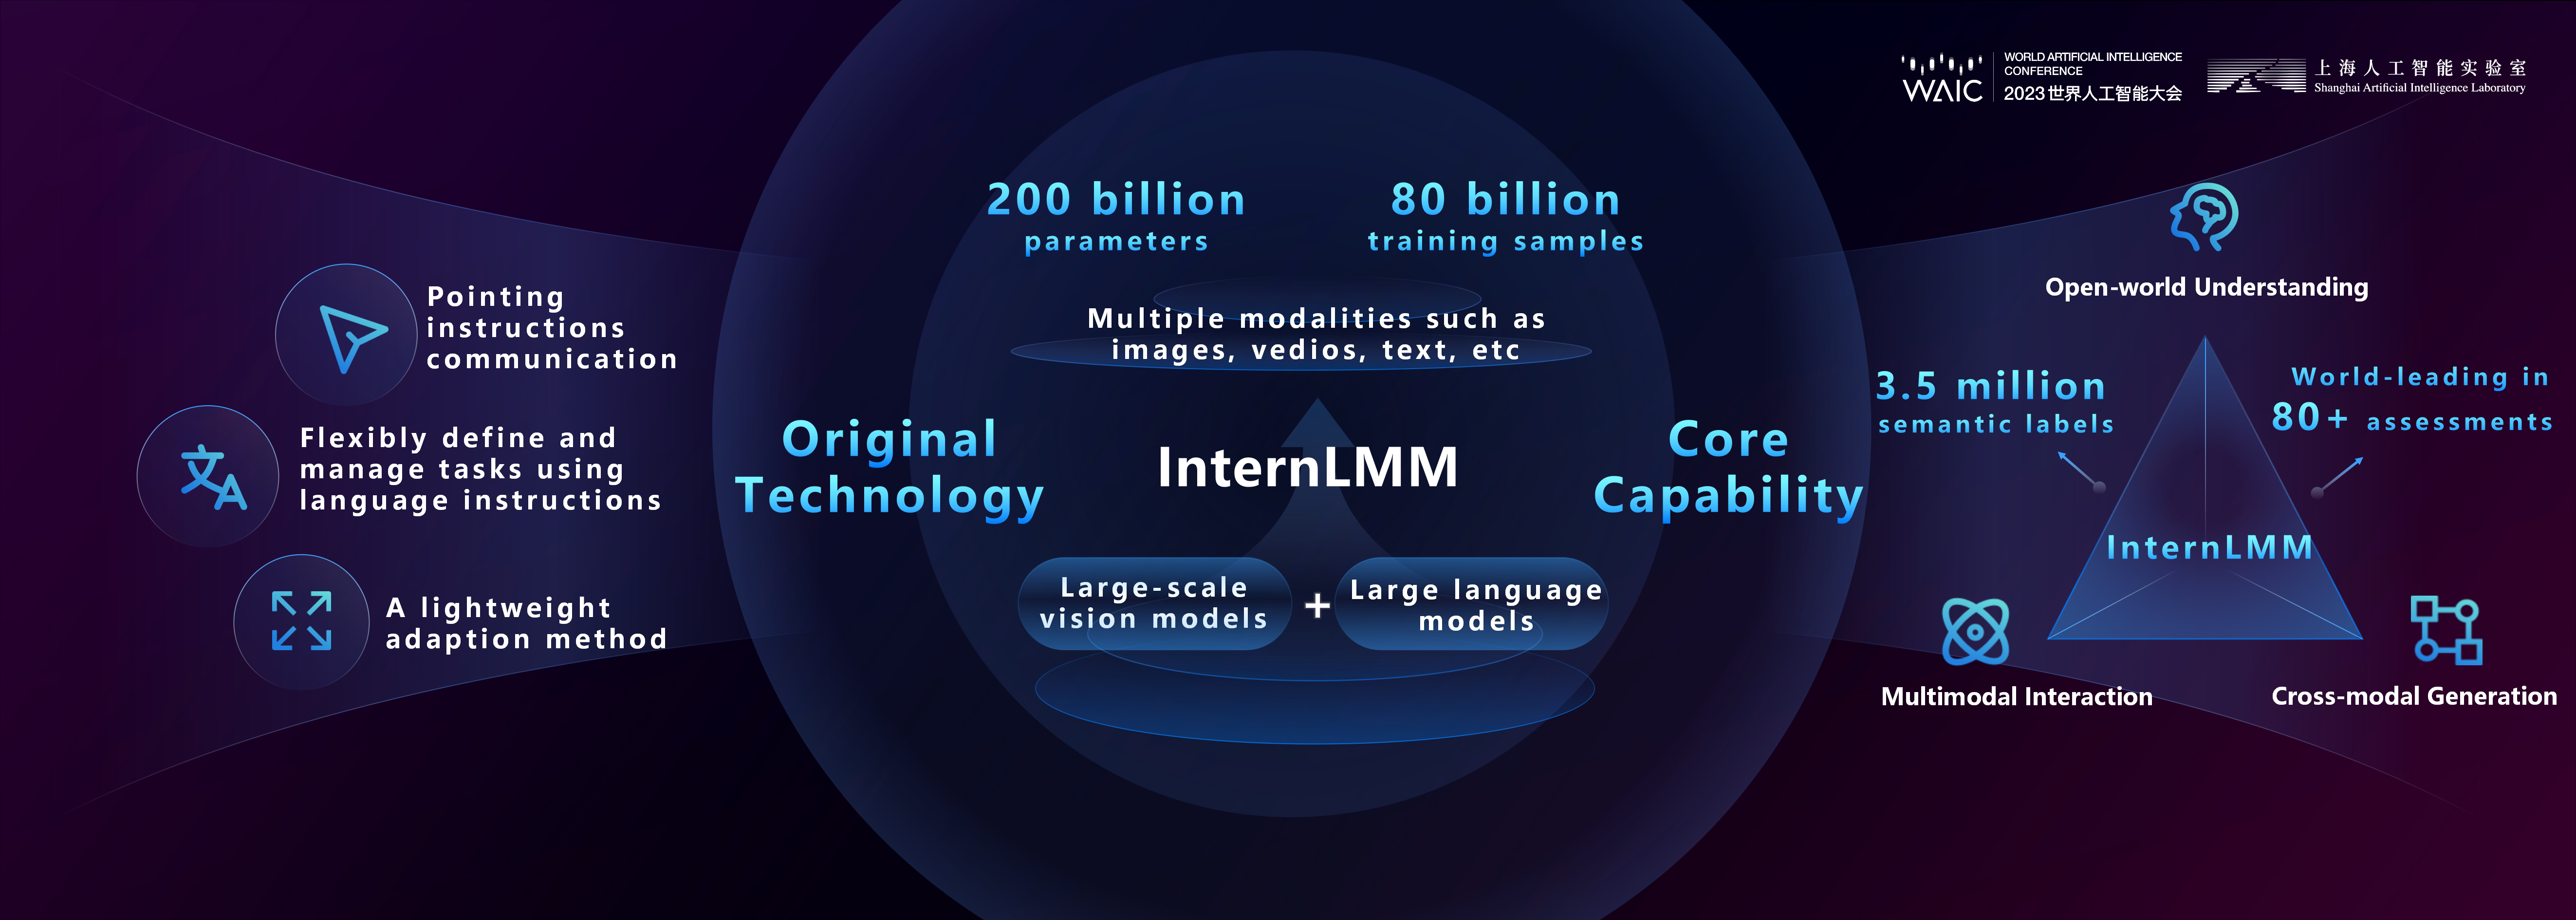 WAIC
WORLD ARTIFICIAL INTELLIGENCE
CONFERENCE
2023世界人工智能大会
上海人工智能实验室
Shanghai Artificial Intelligence Laboratory
Pointing
instructions
communication
文A
Flexibly define and
manage tasks using
language instructions
A lightweight
adaption method
Original
Technology
200 billion
parameters
80 billion
training samples
Multiple modalities such as
images, vedios, text, etc
InternLMM
Large-scale
vision models
+
Large language
models
Core
Capability
Open-world Understanding
3.5 million
semantic labels
World-leading in
80+ assessments
InternLMM
Multimodal Interaction
Cross-modal Generation